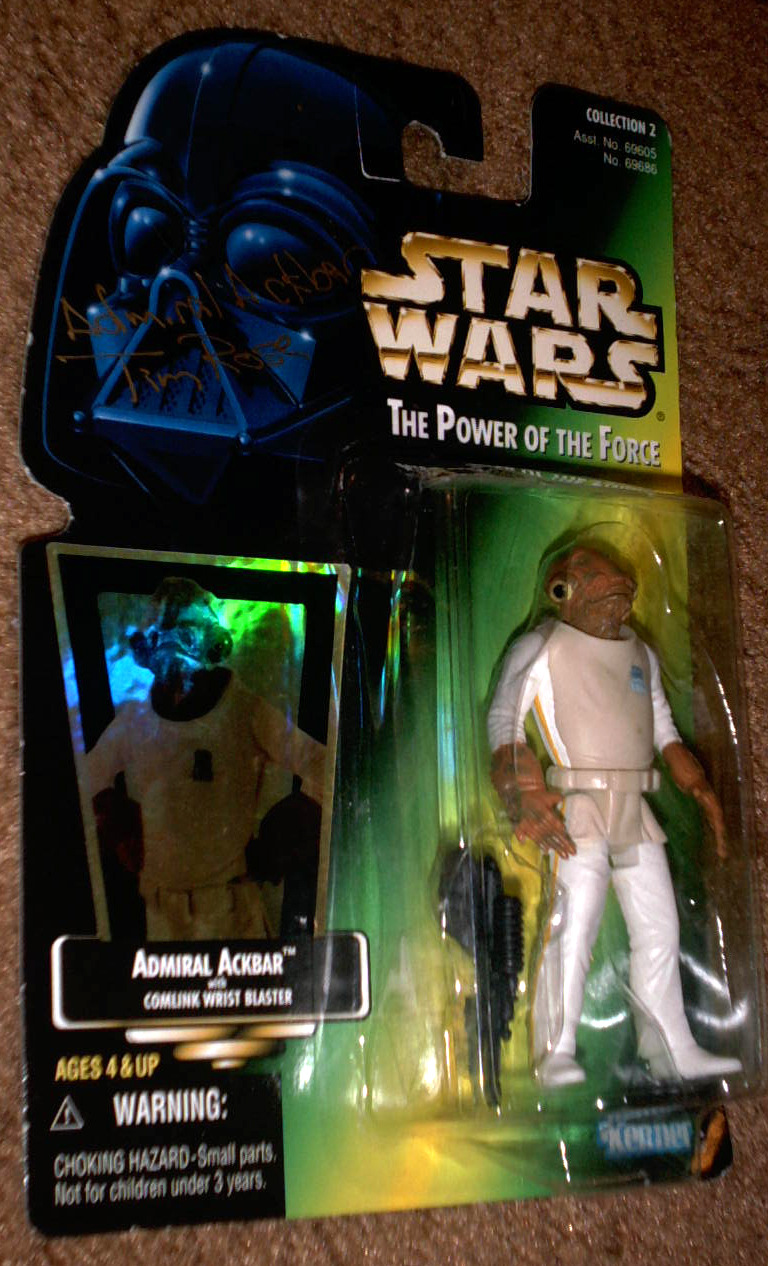 COLLECTION 2
Asst. No. 69605
No. 69686
STAR
WARS®
THE POWER OF THE FORCE
Admiral Ackbar
Tim Rose
ADMIRAL ACKBAR™
with
COMLINK WRIST BLASTER
AGES 4 & UP
WARNING:
CHOKING HAZARD-Small parts.
Not for children under 3 years.
Kenner